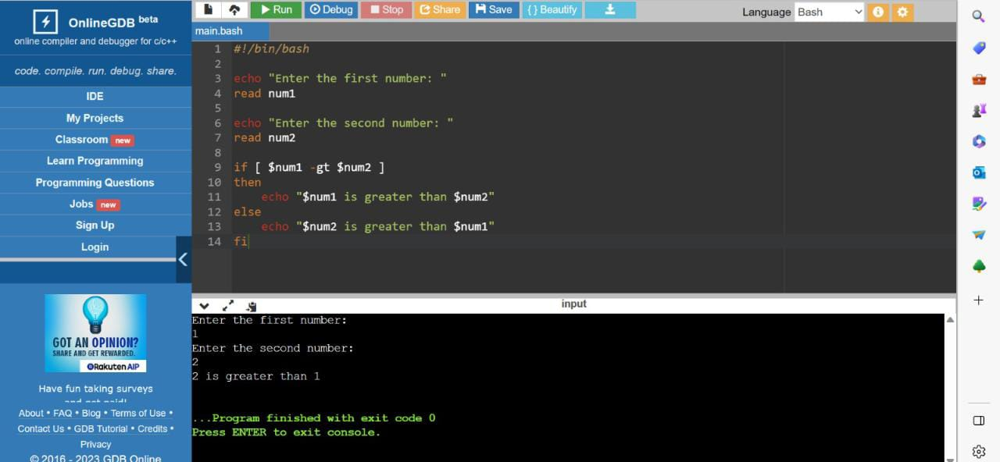 OnlineGDB beta
online compiler and debugger for c/c++
code. compile. run. debug. share.
IDE
My Projects
Classroom new
Learn Programming
Programming Questions
Jobs new
Sign Up
Login
GOT AN OPINION?
SHARE AND GET REWARDED.
Rakuten AIP
Have fun taking surveys
and get paid!
About • FAQ • Blog • Terms of Use •
Contact Us • GDB Tutorial • Credits •
Privacy
© 2016 - 2023 GDB Online
Run Debug Stop Share Save { } Beautify
Language Bash
main.bash
1 #!/bin/bash
2
3 echo "Enter the first number: "
4 read num1
5
6 echo "Enter the second number: "
7 read num2
8
9 if [ $num1 -gt $num2 ]
10 then
11     echo "$num1 is greater than $num2"
12 else
13     echo "$num2 is greater than $num1"
14 fi
input
Enter the first number:
1
Enter the second number:
2
2 is greater than 1
...Program finished with exit code 0
Press ENTER to exit console.